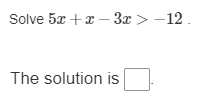 Solve 5x + x − 3x > −12 .
The solution is .